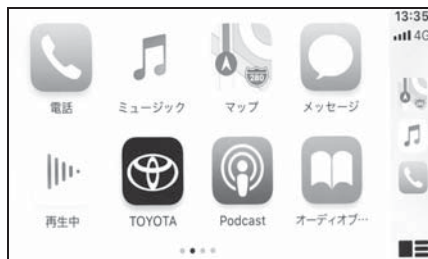 13:35
4G
280
電話
ミュージック
マップ
メッセージ
再生中
TOYOTA
Podcast
オーディオブ…